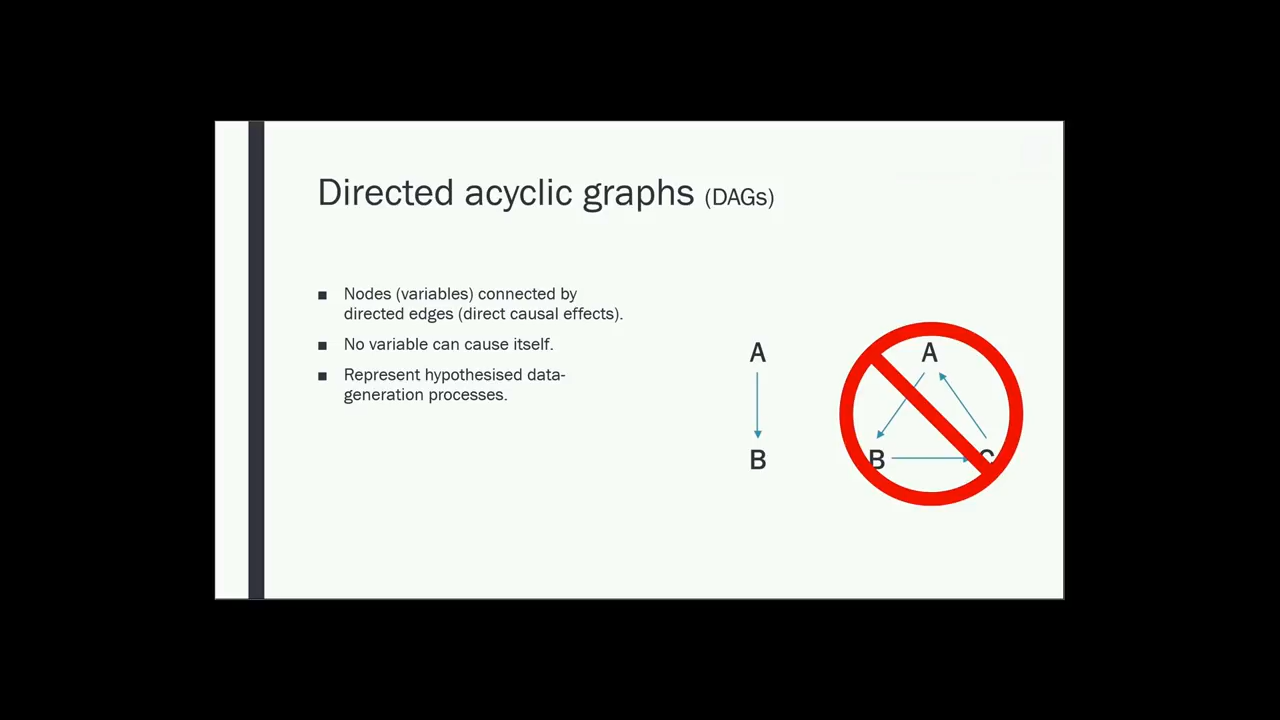 Directed acyclic graphs (DAGs)
■ Nodes (variables) connected by
directed edges (direct causal effects).
■ No variable can cause itself.
■ Represent hypothesised data-
generation processes.
A
B
A
B C